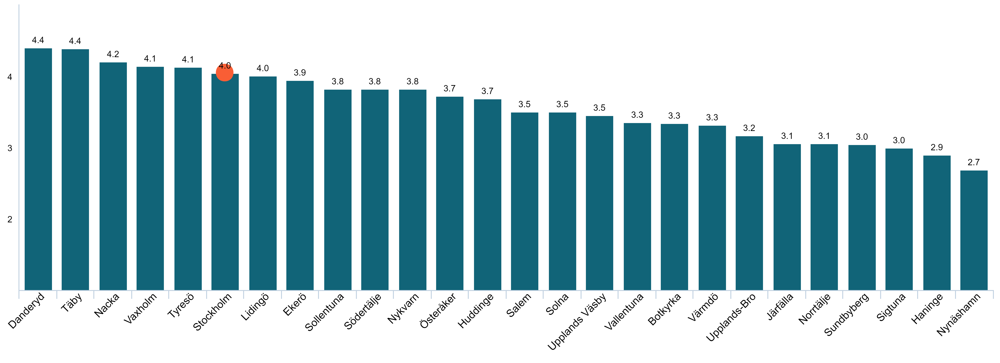 4.4
4.4
4.2
4.1
4.1
4.0
4.0
3.9
3.8
3.8
3.8
3.7
3.7
3.5
3.5
3.5
3.3
3.3
3.3
3.2
3.1
3.1
3.0
3.0
2.9
2.7
4
3
2
Danderyd
Täby
Nacka
Vaxholm
Tyresö
Stockholm
Lidingö
Ekerö
Sollentuna
Södertälje
Nykvarn
Österåker
Huddinge
Salem
Solna
Upplands Väsby
Vallentuna
Botkyrka
Värmdö
Upplands-Bro
Järfälla
Norrtälje
Sundbyberg
Sigtuna
Haninge
Nynäshamn